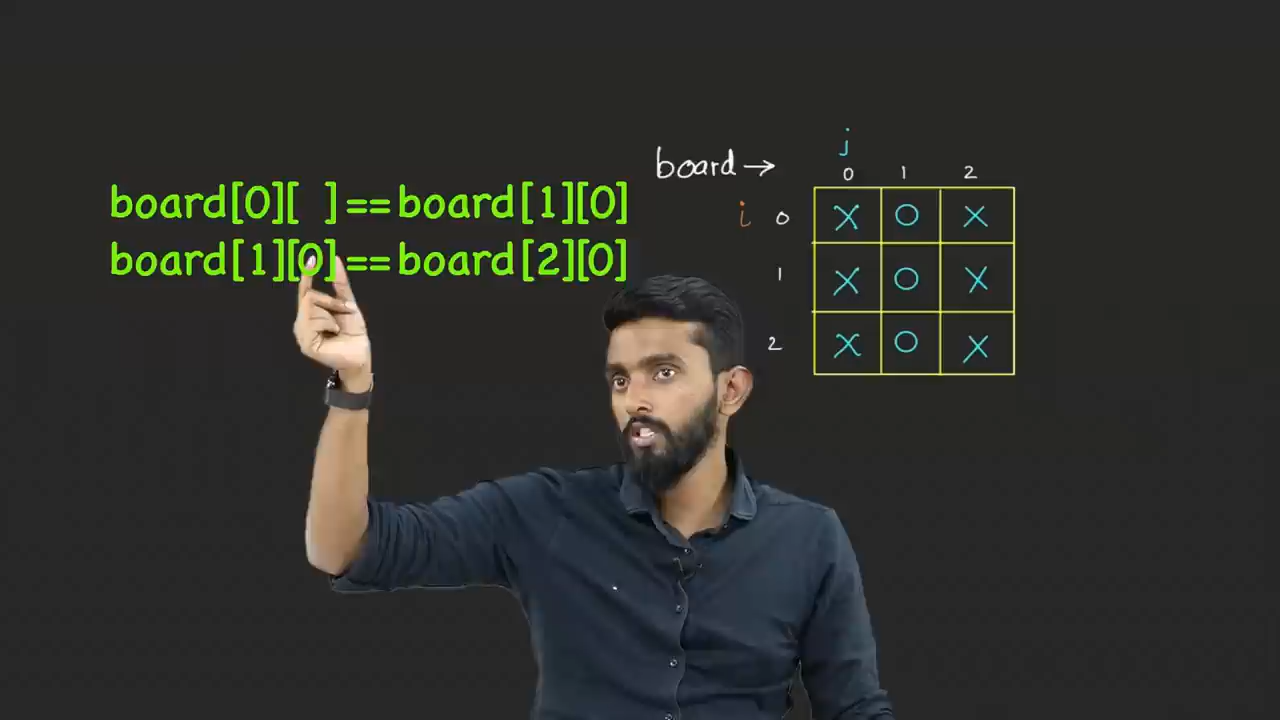 board[0][ ]==board[1][0]
board[1][0]==board[2][0]
board →
j
0 1 2
i 0 X O X
1 X O X
2 X O X